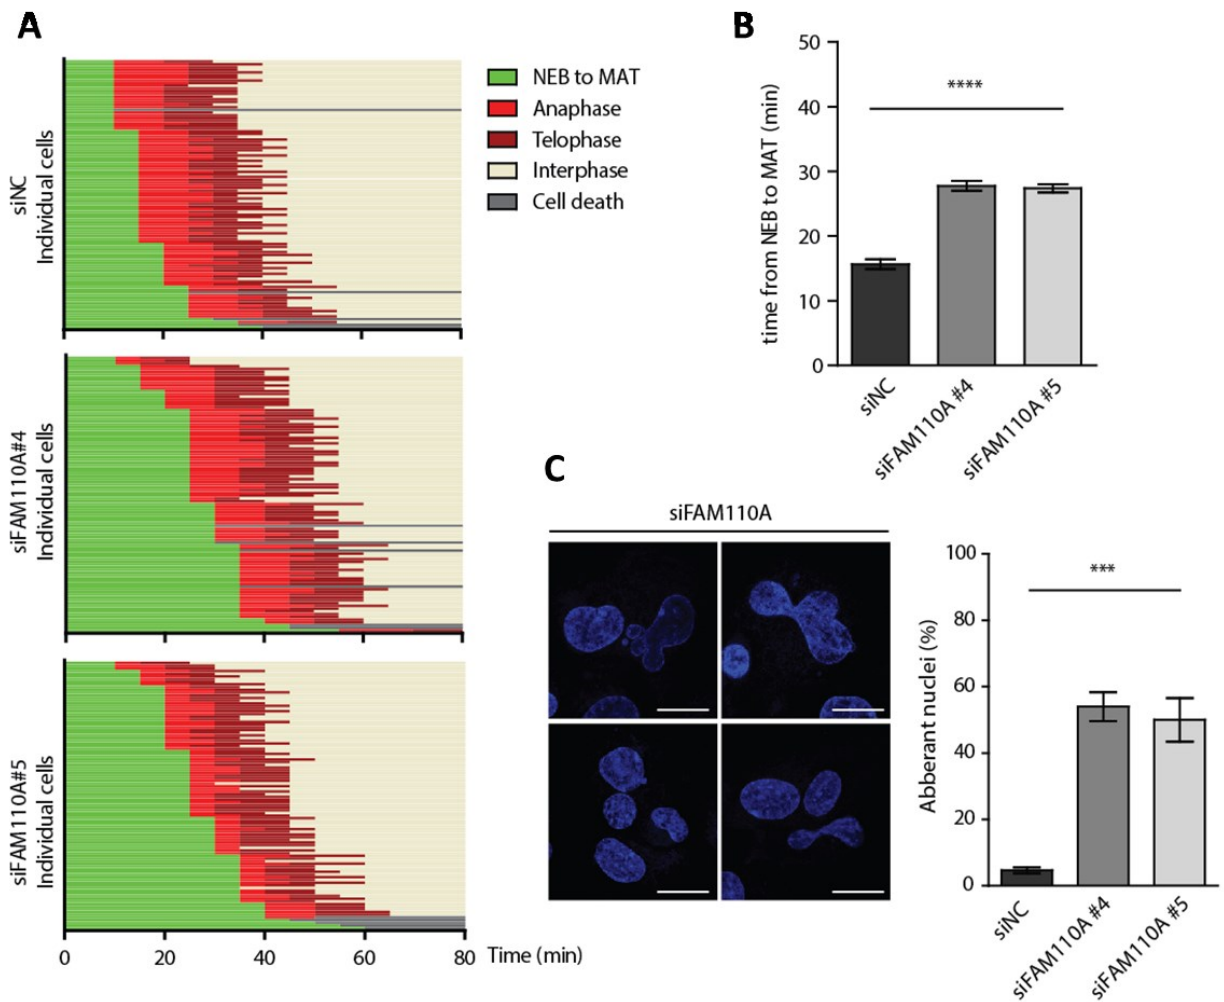 A
siNC
Individual cells
NEB to MAT
Anaphase
Telophase
Interphase
Cell death
siFAM110A#4
Individual cells
siFAM110A#5
Individual cells
0 20 40 60 80 Time (min)
B
time from NEB to MAT (min)
50
40
30
20
10
0
****
siNC
siFAM110A #4
siFAM110A #5
C
siFAM110A
Abberant nuclei (%)
100
80
60
40
20
0
***
siNC
siFAM110A #4
siFAM110A #5